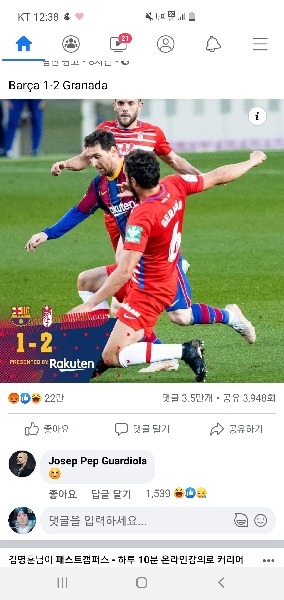 KT 12:38
21
Barça 1-2 Granada
Rakuten
GERMÁN
6
1-2
PRESENTED BY Rakuten
22만
댓글 3.5만개 • 공유 3,948회
좋아요
댓글 달기
공유하기
Josep Pep Guardiola
좋아요 답글 달기 1,539
댓글을 입력하세요...
김명훈님이 패스트캠퍼스 - 하루 10분 온라인강의로 커리어